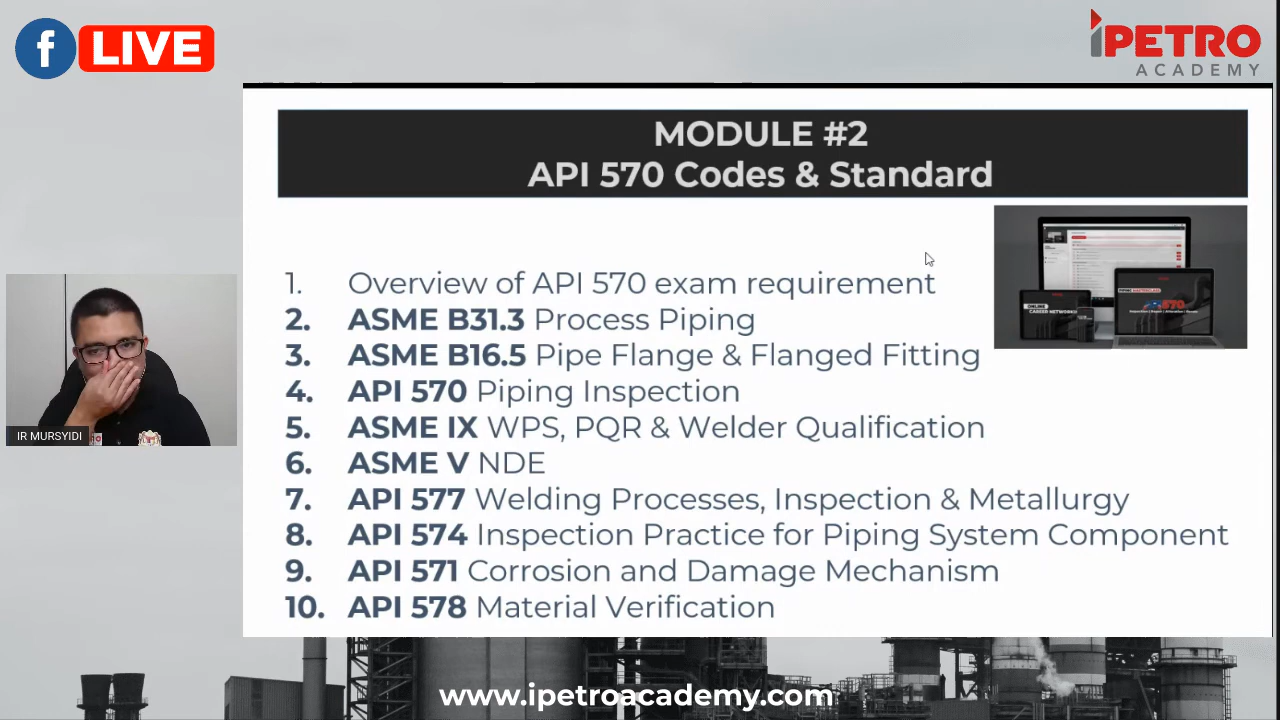 f LIVE
iPETRO
ACADEMY
MODULE #2
API 570 Codes & Standard
1. Overview of API 570 exam requirement
2. ASME B31.3 Process Piping
3. ASME B16.5 Pipe Flange & Flanged Fitting
4. API 570 Piping Inspection
5. ASME IX WPS, PQR & Welder Qualification
6. ASME V NDE
7. API 577 Welding Processes, Inspection & Metallurgy
8. API 574 Inspection Practice for Piping System Component
9. API 571 Corrosion and Damage Mechanism
10. API 578 Material Verification
ONLINE
CAREER NETWORKS
570
IR MURSYIDI
www.ipetroacademy.com